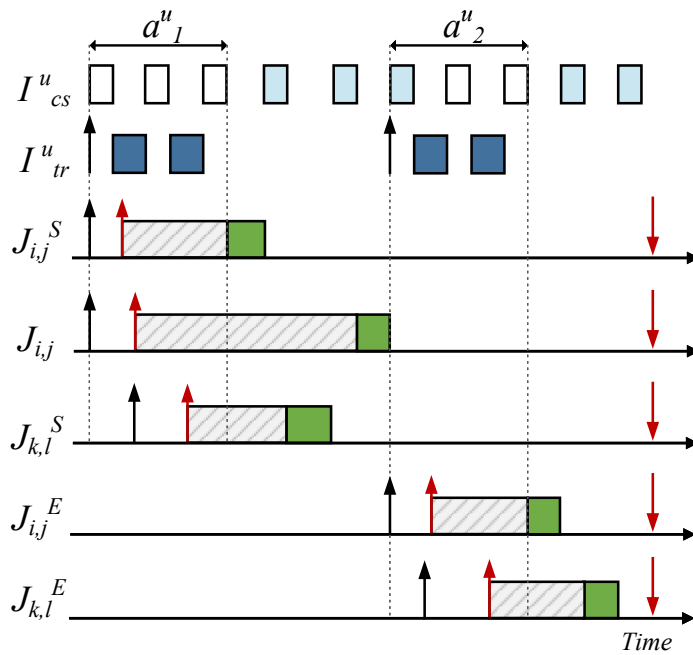 a^u_1 a^u_2
I^u_cs
I^u_tr
J_i,j^S
J_i,j
J_k,l^S
J_i,j^E
J_k,l^E
Time